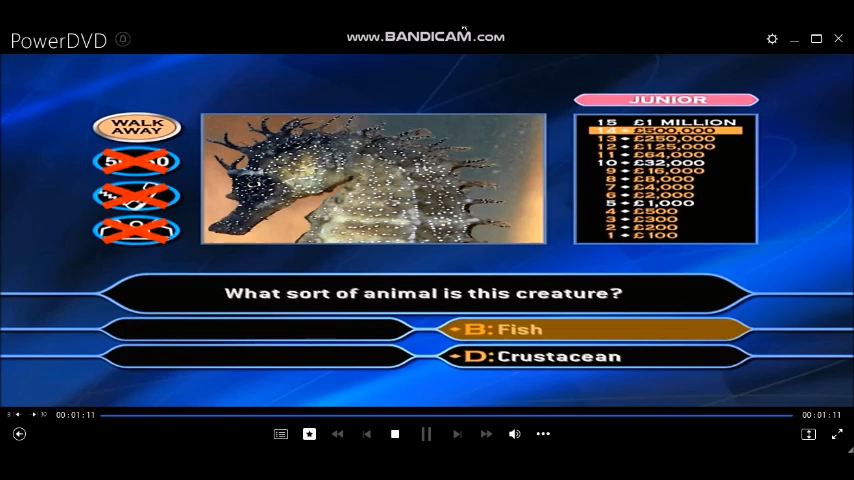 PowerDVD
www.BANDICAM.com
JUNIOR
WALK
AWAY
15 £1 MILLION
14 £500,000
13 £250,000
12 £125,000
11 £64,000
10 £32,000
9 £16,000
8 £8,000
7 £4,000
6 £2,000
5 £1,000
4 £500
3 £300
2 £200
1 £100
What sort of animal is this creature?
B: Fish
D: Crustacean
00:01:11
00:01:11